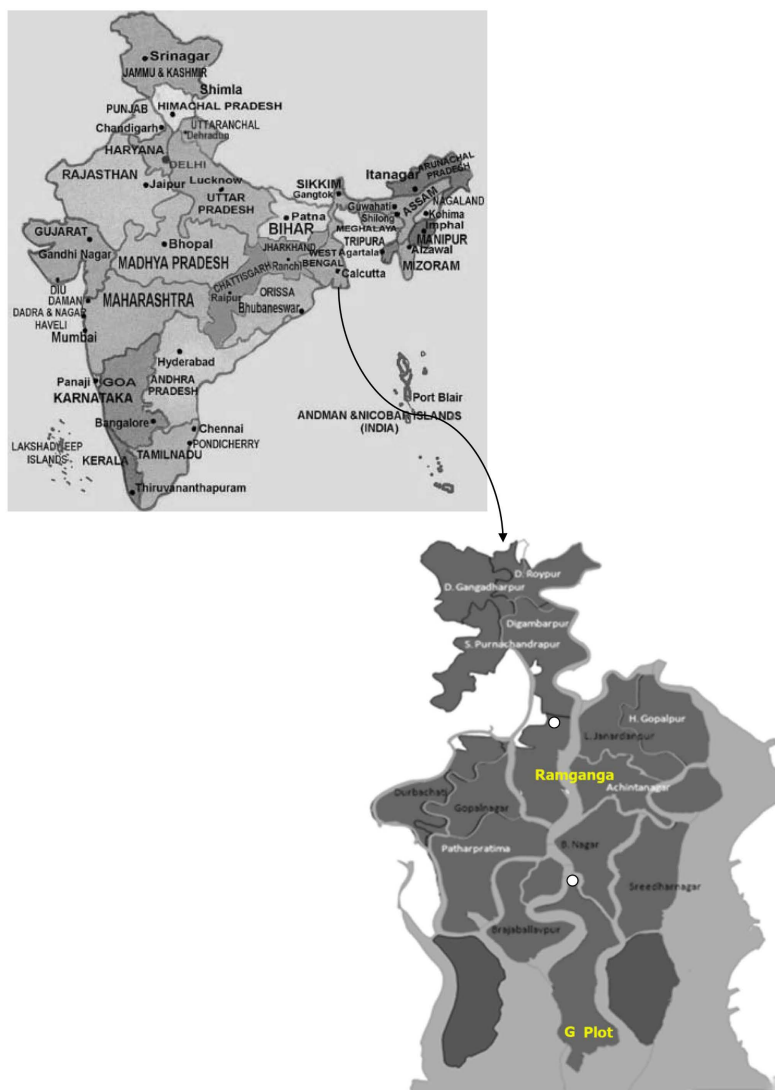 Srinagar
JAMMU & KASHMIR
Shimla
PUNJAB
HIMACHAL PRADESH
Chandigarh
UTTARANCHAL
Dehradun
HARYANA
DELHI
RAJASTHAN
Jaipur
Lucknow
UTTAR
PRADESH
SIKKIM
Gangtok
Itanagar
ARUNACHAL
PRADECH
ASSAM
Guwahati
NAGALAND
Shilong
Kohima
MEGHALAYA
Imphal
Patna
BIHAR
TRIPURA
MANIPUR
GUJARAT
Gandhi Nagar
Bhopal
MADHYA PRADESH
JHARKHAND
Ranchi
WEST
BENGAL
Agartala
Aizawal
MIZORAM
Calcutta
CHATTISGARH
Raipur
ORISSA
Bhubaneswar
DIU
DAMAN
DADRA & NAGAR
HAVELI
MAHARASHTRA
Mumbai
Hyderabad
ANDHRA
PRADESH
Panaji
GOA
KARNATAKA
Port Blair
ANDMAN &NICOBAR ISLANDS
(INDIA)
Bangalore
Chennai
PONDICHERRY
LAKSHADWEEP
ISLANDS
KERALA
TAMILNADU
Thiruvananthapuram
D. Roypur
D. Gangadharpur
Digambarpur
S. Purnachandrapur
H. Gopalpur
L. Janardanpur
Ramganga
Achintanagar
Durbachati
Gopalnagar
Patharpratima
B. Nagar
Sreedharnagar
Brajaballavpur
G Plot